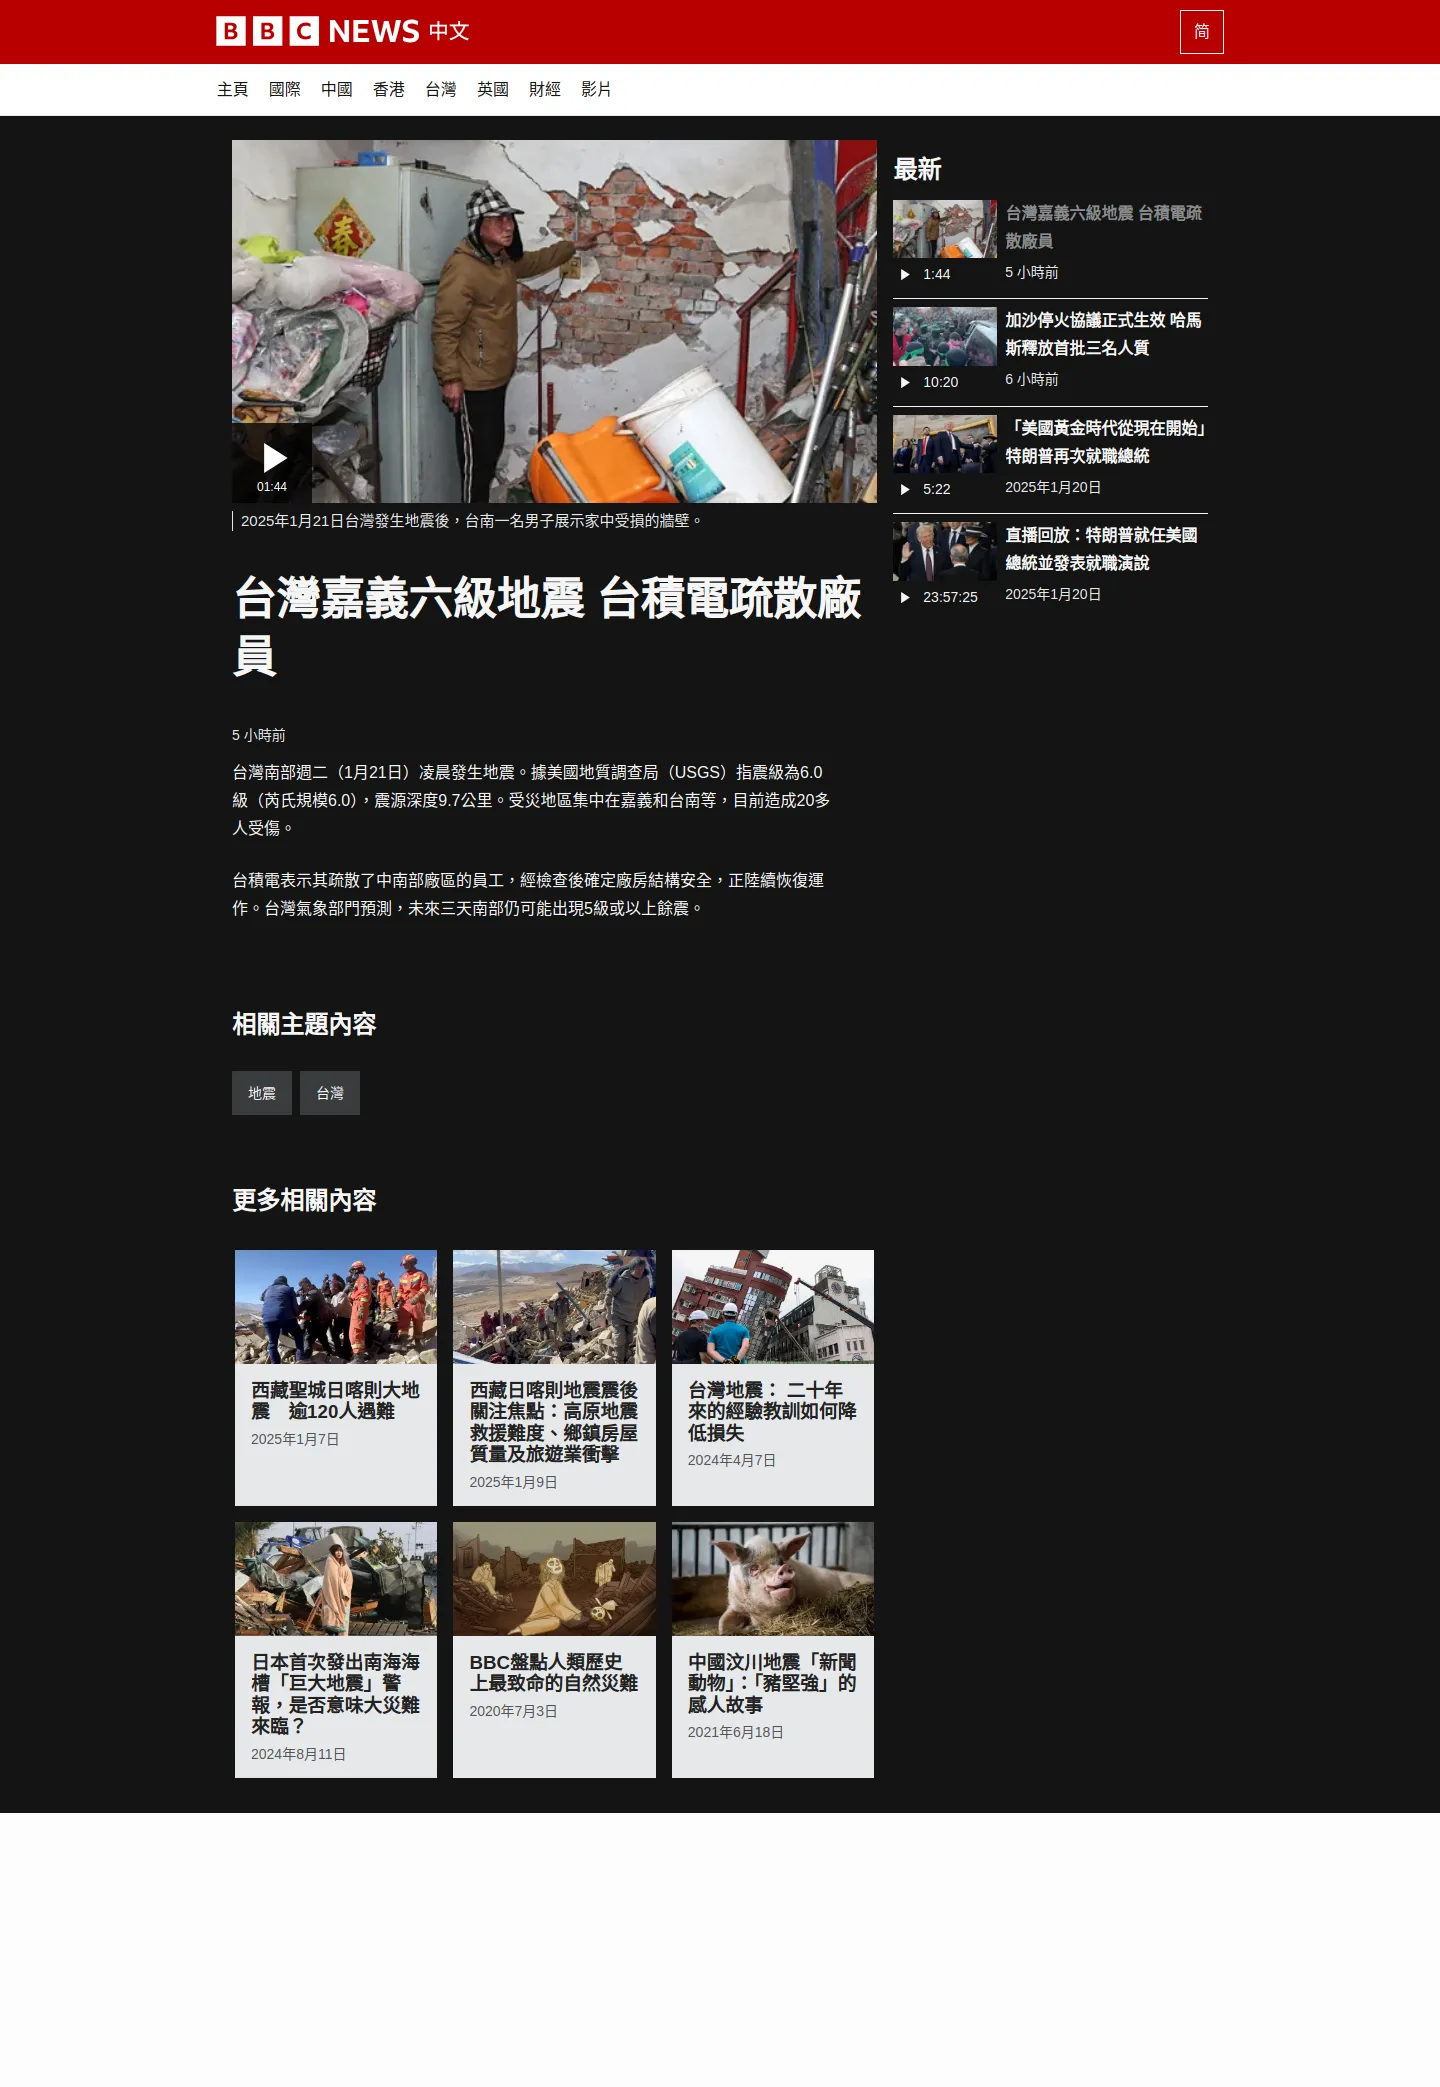 BBC NEWS 中文
简
主頁 國際 中國 香港 台灣 英國 財經 影片
春
01:44
2025年1月21日台灣發生地震後，台南一名男子展示家中受損的牆壁。
台灣嘉義六級地震 台積電疏散廠
員
5 小時前
台灣南部週二（1月21日）凌晨發生地震。據美國地質調查局（USGS）指震級為6.0
級（芮氏規模6.0），震源深度9.7公里。受災地區集中在嘉義和台南等，目前造成20多
人受傷。
台積電表示其疏散了中南部廠區的員工，經檢查後確定廠房結構安全，正陸續恢復運
作。台灣氣象部門預測，未來三天南部仍可能出現5級或以上餘震。
最新
台灣嘉義六級地震 台積電疏
散廠員
1:44
5 小時前
加沙停火協議正式生效 哈馬
斯釋放首批三名人質
10:20
6 小時前
「美國黃金時代從現在開始」
特朗普再次就職總統
5:22
2025年1月20日
直播回放：特朗普就任美國
總統並發表就職演說
23:57:25
2025年1月20日
相關主題內容
地震
台灣
更多相關內容
西藏聖城日喀則大地
震　逾120人遇難
2025年1月7日
西藏日喀則地震震後
關注焦點：高原地震
救援難度、鄉鎮房屋
質量及旅遊業衝擊
2025年1月9日
台灣地震： 二十年
來的經驗教訓如何降
低損失
2024年4月7日
日本首次發出南海海
槽「巨大地震」警
報，是否意味大災難
來臨？
2024年8月11日
BBC盤點人類歷史
上最致命的自然災難
2020年7月3日
中國汶川地震「新聞
動物」：「豬堅強」的
感人故事
2021年6月18日